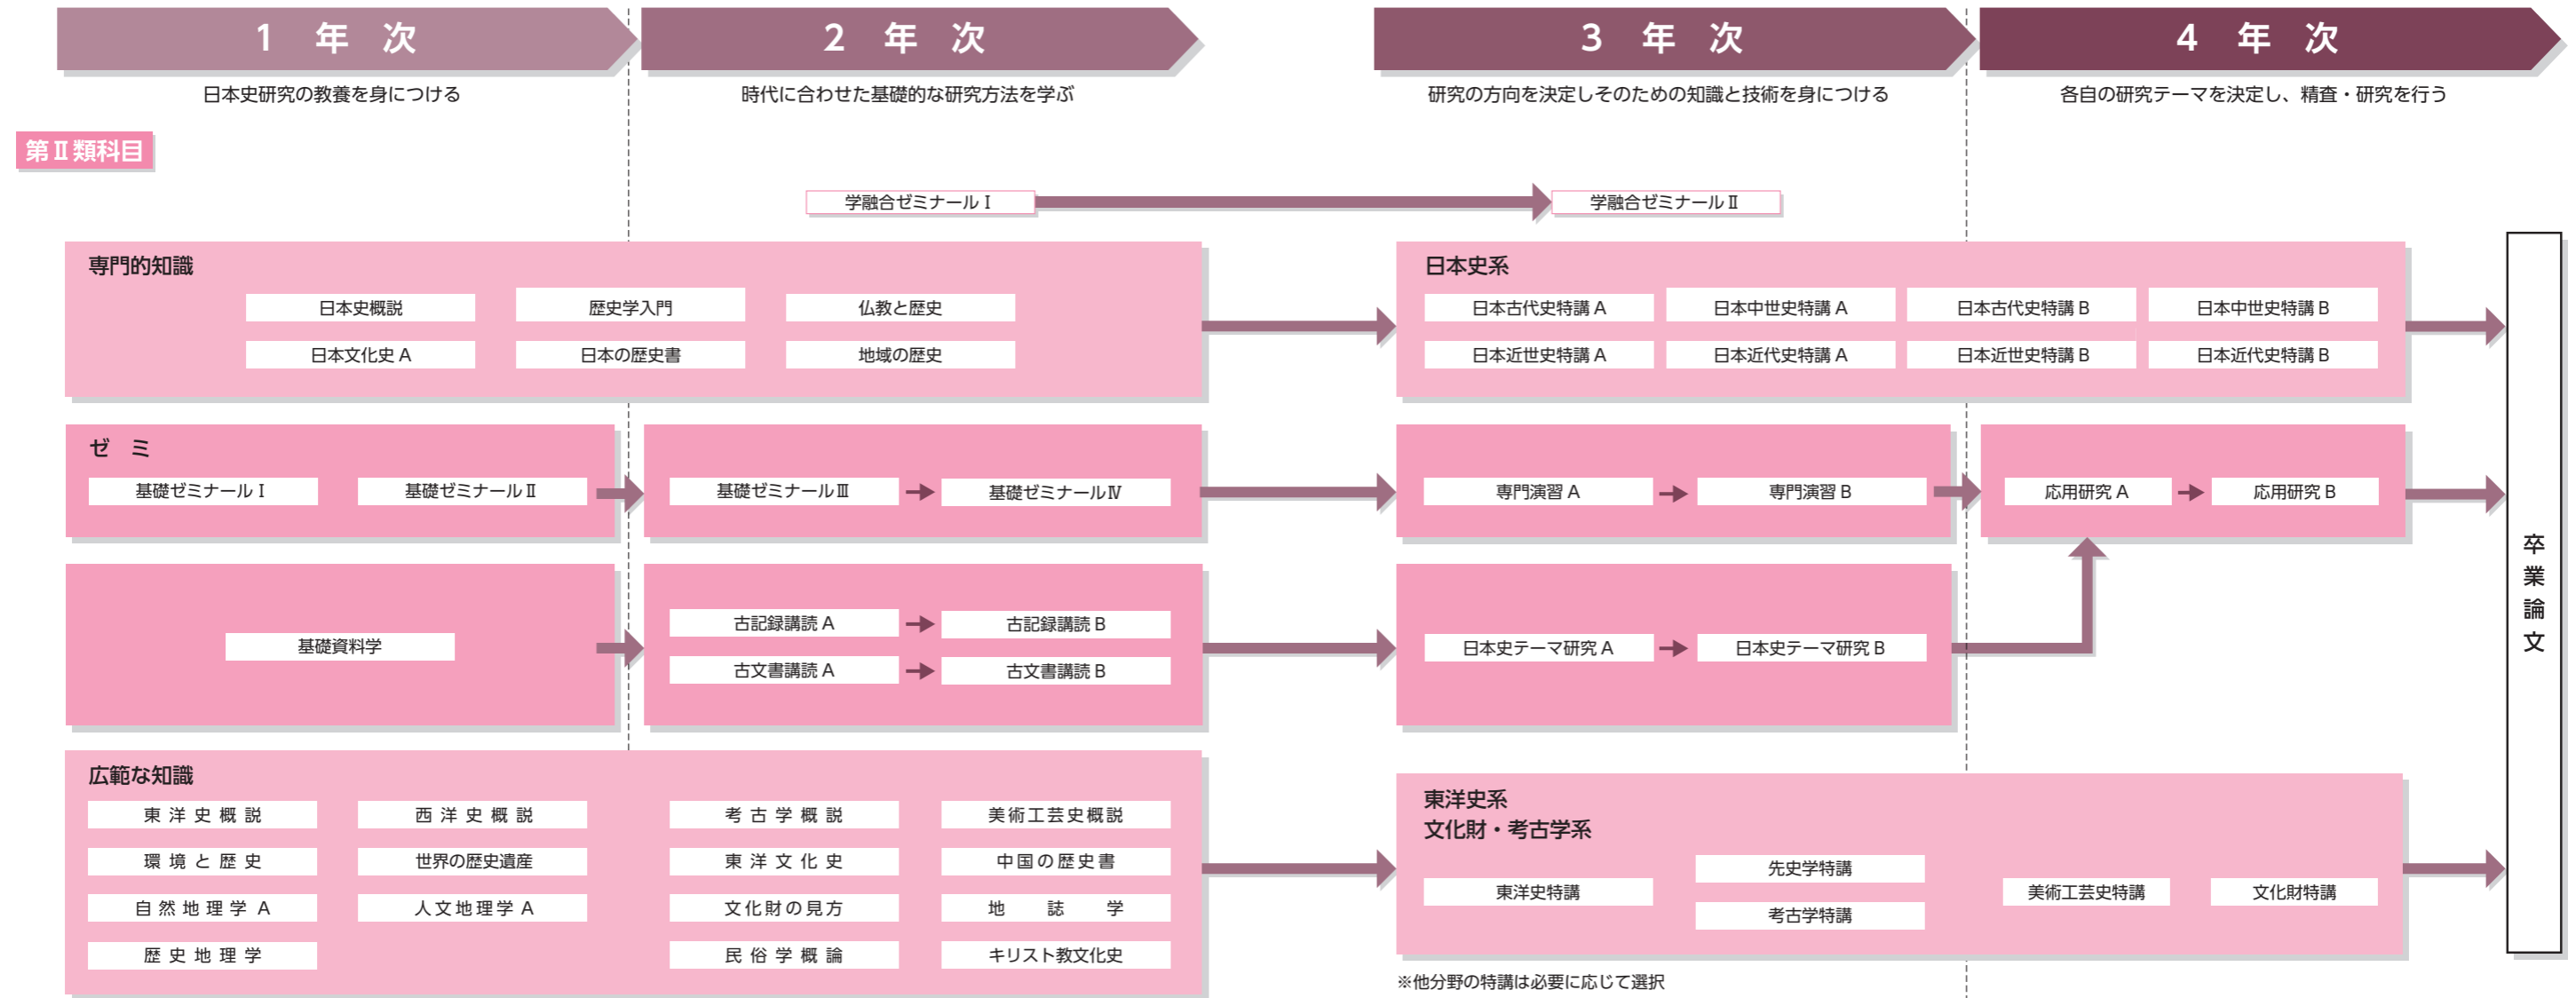 1 年 次
2 年 次
3 年 次
4 年 次
日本史研究の教養を身につける
時代に合わせた基礎的な研究方法を学ぶ
研究の方向を決定しそのための知識と技術を身につける
各自の研究テーマを決定し、精査・研究を行う
第Ⅱ類科目
学融合ゼミナールⅠ
学融合ゼミナールⅡ
専門的知識
日本史概説
歴史学入門
仏教と歴史
日本文化史 A
日本の歴史書
地域の歴史
日本史系
日本古代史特講 A
日本中世史特講 A
日本古代史特講 B
日本中世史特講 B
日本近世史特講 A
日本近代史特講 A
日本近世史特講 B
日本近代史特講 B
ゼ ミ
基礎ゼミナールⅠ
基礎ゼミナールⅡ
基礎ゼミナールⅢ
基礎ゼミナールⅣ
専門演習 A
専門演習 B
応用研究 A
応用研究 B
基礎資料学
古記録講読 A
古記録講読 B
古文書講読 A
古文書講読 B
日本史テーマ研究 A
日本史テーマ研究 B
広範な知識
東洋史概説
西洋史概説
考古学概説
美術工芸史概説
環境と歴史
世界の歴史遺産
東洋文化史
中国の歴史書
自然地理学 A
人文地理学 A
文化財の見方
地誌学
歴史地理学
民俗学概論
キリスト教文化史
東洋史系
文化財・考古学系
東洋史特講
先史学特講
考古学特講
美術工芸史特講
文化財特講
※他分野の特講は必要に応じて選択
卒業論文